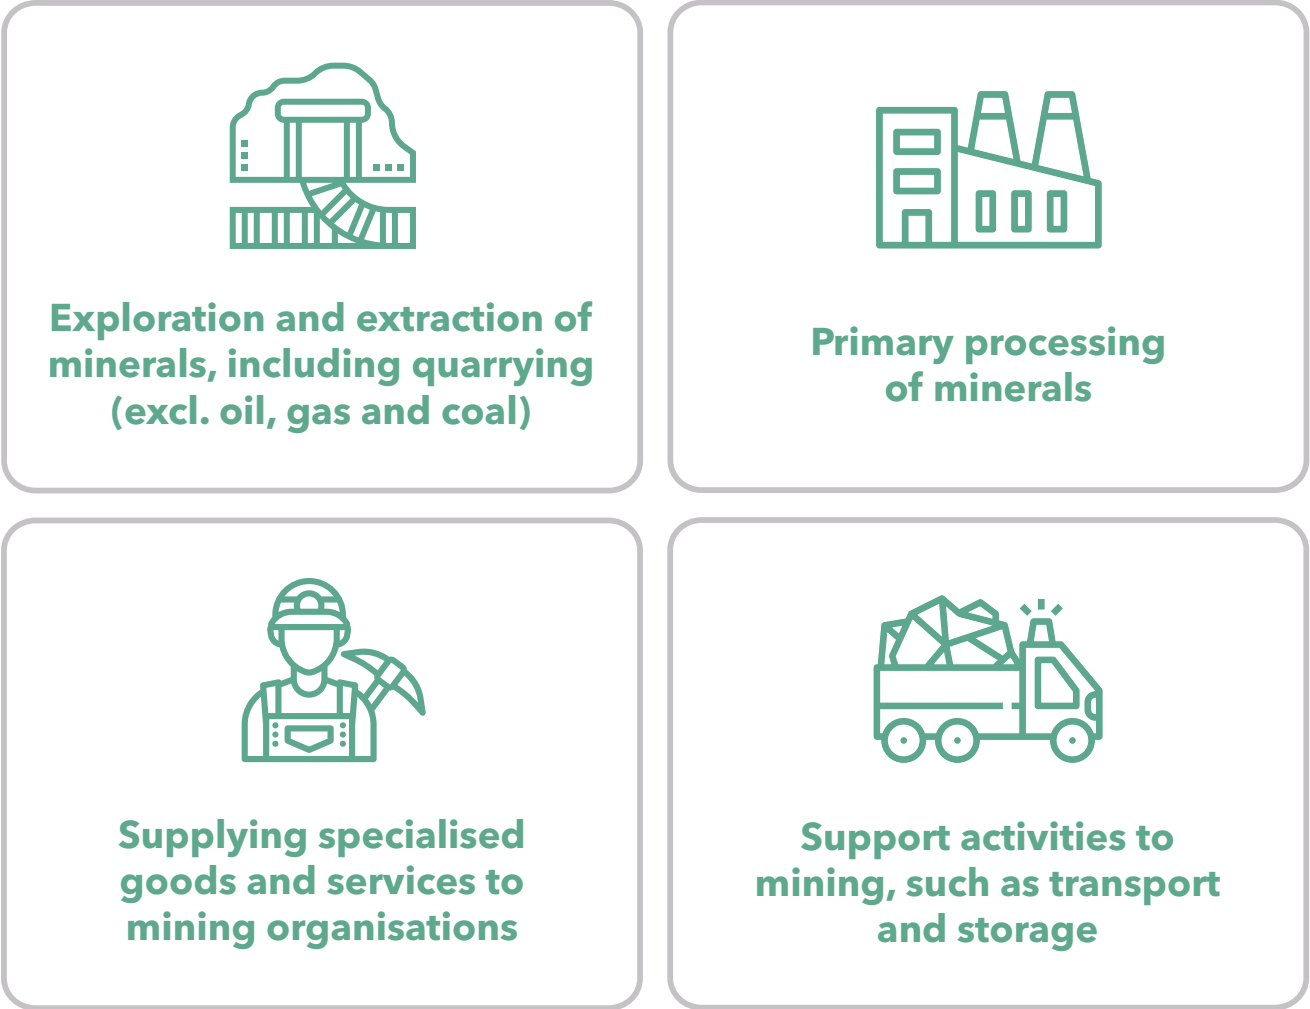 Exploration and extraction of
minerals, including quarrying
(excl. oil, gas and coal)
Primary processing
of minerals
Supplying specialised
goods and services to
mining organisations
Support activities to
mining, such as transport
and storage